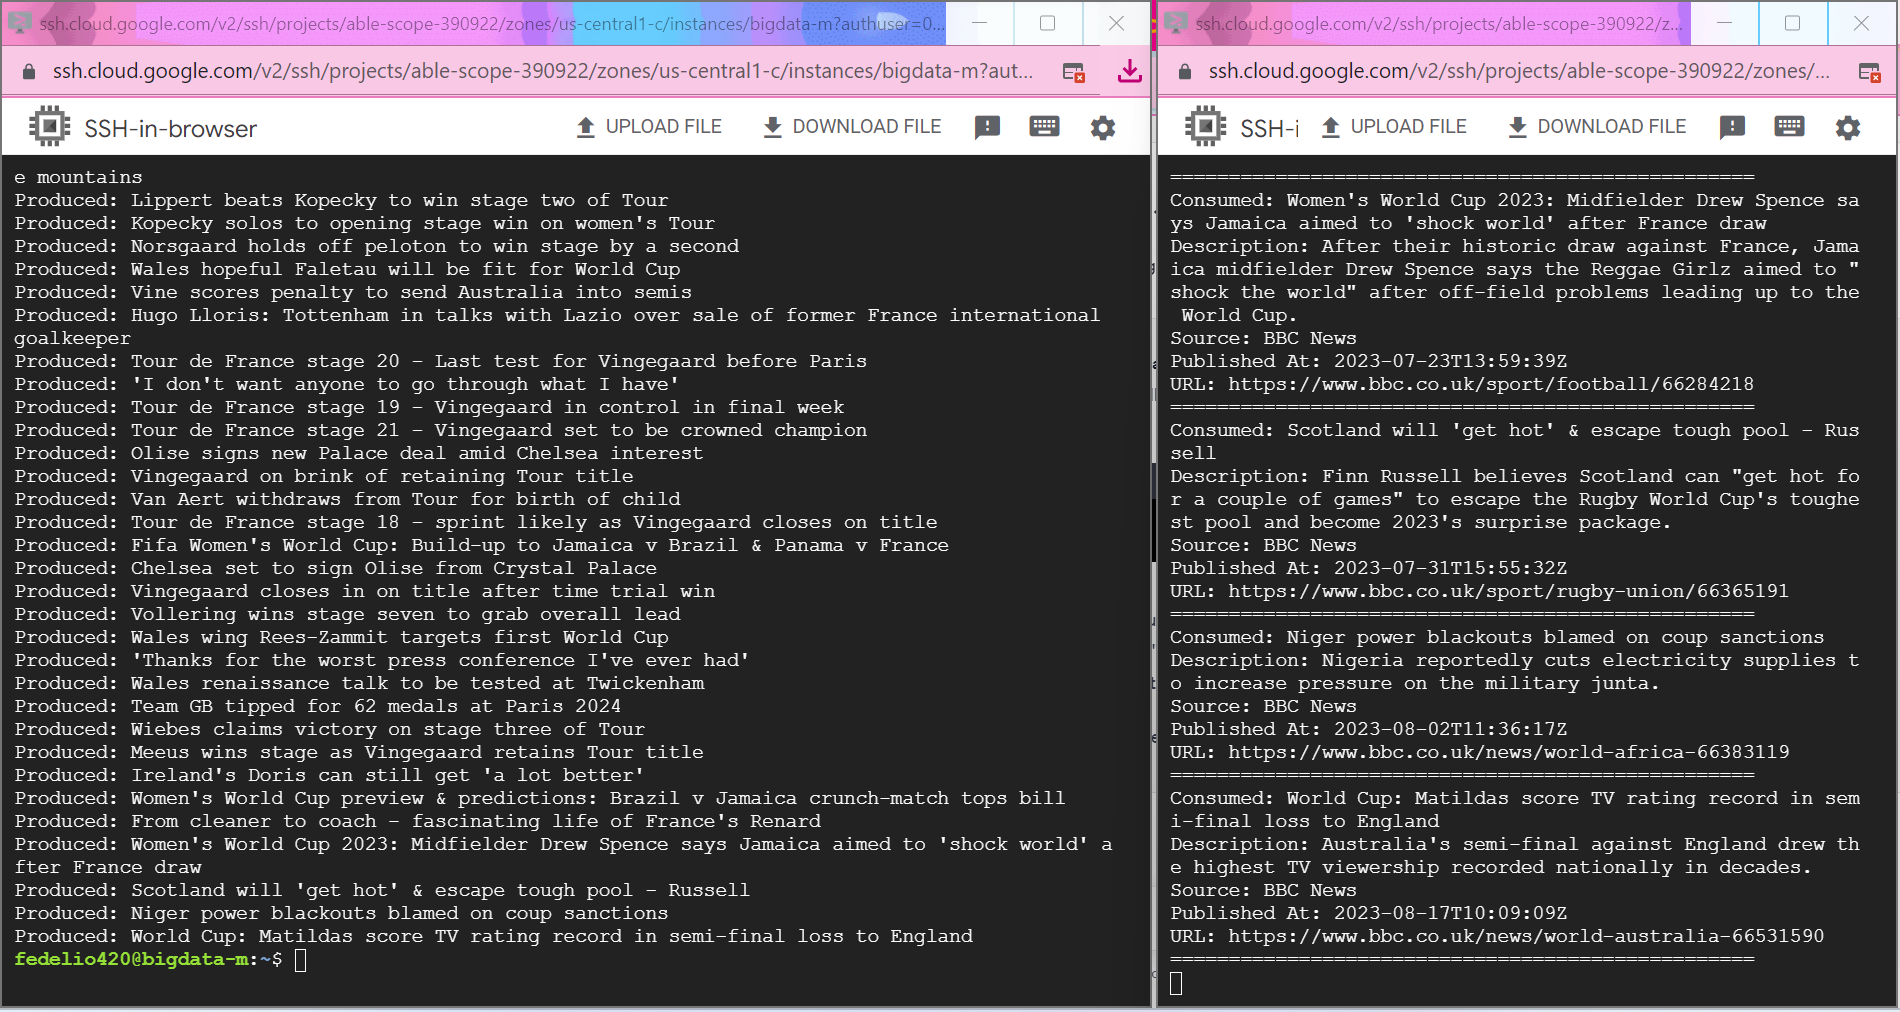 ssh.cloud.google.com/v2/ssh/projects/able-scope-390922/zones/us-central1-c/instances/bigdata-m?authuser=0...
ssh.cloud.google.com/v2/ssh/projects/able-scope-390922/zones/us-central1-c/instances/bigdata-m?aut...
SSH-in-browser
UPLOAD FILE
DOWNLOAD FILE
e mountains
Produced: Lippert beats Kopecky to win stage two of Tour
Produced: Kopecky solos to opening stage win on women's Tour
Produced: Norsgaard holds off peloton to win stage by a second
Produced: Wales hopeful Faletau will be fit for World Cup
Produced: Vine scores penalty to send Australia into semis
Produced: Hugo Lloris: Tottenham in talks with Lazio over sale of former France international
goalkeeper
Produced: Tour de France stage 20 - Last test for Vingegaard before Paris
Produced: 'I don't want anyone to go through what I have'
Produced: Tour de France stage 19 - Vingegaard in control in final week
Produced: Tour de France stage 21 - Vingegaard set to be crowned champion
Produced: Olise signs new Palace deal amid Chelsea interest
Produced: Vingegaard on brink of retaining Tour title
Produced: Van Aert withdraws from Tour for birth of child
Produced: Tour de France stage 18 - sprint likely as Vingegaard closes on title
Produced: Fifa Women's World Cup: Build-up to Jamaica v Brazil & Panama v France
Produced: Chelsea set to sign Olise from Crystal Palace
Produced: Vingegaard closes in on title after time trial win
Produced: Vollering wins stage seven to grab overall lead
Produced: Wales wing Rees-Zammit targets first World Cup
Produced: 'Thanks for the worst press conference I've ever had'
Produced: Wales renaissance talk to be tested at Twickenham
Produced: Team GB tipped for 62 medals at Paris 2024
Produced: Wiebes claims victory on stage three of Tour
Produced: Meeus wins stage as Vingegaard retains Tour title
Produced: Ireland's Doris can still get 'a lot better'
Produced: Women's World Cup preview & predictions: Brazil v Jamaica crunch-match tops bill
Produced: From cleaner to coach - fascinating life of France's Renard
Produced: Women's World Cup 2023: Midfielder Drew Spence says Jamaica aimed to 'shock world' a
fter France draw
Produced: Scotland will 'get hot' & escape tough pool - Russell
Produced: Niger power blackouts blamed on coup sanctions
Produced: World Cup: Matildas score TV rating record in semi-final loss to England
fedelio420@bigdata-m:~$
ssh.cloud.google.com/v2/ssh/projects/able-scope-390922/z...
ssh.cloud.google.com/v2/ssh/projects/able-scope-390922/zones/...
SSH-i
UPLOAD FILE
DOWNLOAD FILE
==================================================
Consumed: Women's World Cup 2023: Midfielder Drew Spence sa
ys Jamaica aimed to 'shock world' after France draw
Description: After their historic draw against France, Jama
ica midfielder Drew Spence says the Reggae Girlz aimed to "
shock the world" after off-field problems leading up to the
 World Cup.
Source: BBC News
Published At: 2023-07-23T13:59:39Z
URL: https://www.bbc.co.uk/sport/football/66284218
==================================================
Consumed: Scotland will 'get hot' & escape tough pool - Rus
sell
Description: Finn Russell believes Scotland can "get hot fo
r a couple of games" to escape the Rugby World Cup's toughe
st pool and become 2023's surprise package.
Source: BBC News
Published At: 2023-07-31T15:55:32Z
URL: https://www.bbc.co.uk/sport/rugby-union/66365191
==================================================
Consumed: Niger power blackouts blamed on coup sanctions
Description: Nigeria reportedly cuts electricity supplies t
o increase pressure on the military junta.
Source: BBC News
Published At: 2023-08-02T11:36:17Z
URL: https://www.bbc.co.uk/news/world-africa-66383119
==================================================
Consumed: World Cup: Matildas score TV rating record in sem
i-final loss to England
Description: Australia's semi-final against England drew th
e highest TV viewership recorded nationally in decades.
Source: BBC News
Published At: 2023-08-17T10:09:09Z
URL: https://www.bbc.co.uk/news/world-australia-66531590
==================================================